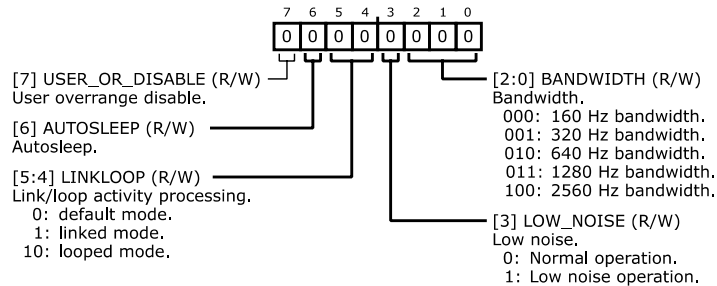 7 6 5 4 3 2 1 0
0 0 0 0 0 0 0 0
[7] USER_OR_DISABLE (R/W)
User overrange disable.
[6] AUTOSLEEP (R/W)
Autosleep.
[5:4] LINKLOOP (R/W)
Link/loop activity processing.
0: default mode.
1: linked mode.
10: looped mode.
[2:0] BANDWIDTH (R/W)
Bandwidth.
000: 160 Hz bandwidth.
001: 320 Hz bandwidth.
010: 640 Hz bandwidth.
011: 1280 Hz bandwidth.
100: 2560 Hz bandwidth.
[3] LOW_NOISE (R/W)
Low noise.
0: Normal operation.
1: Low noise operation.